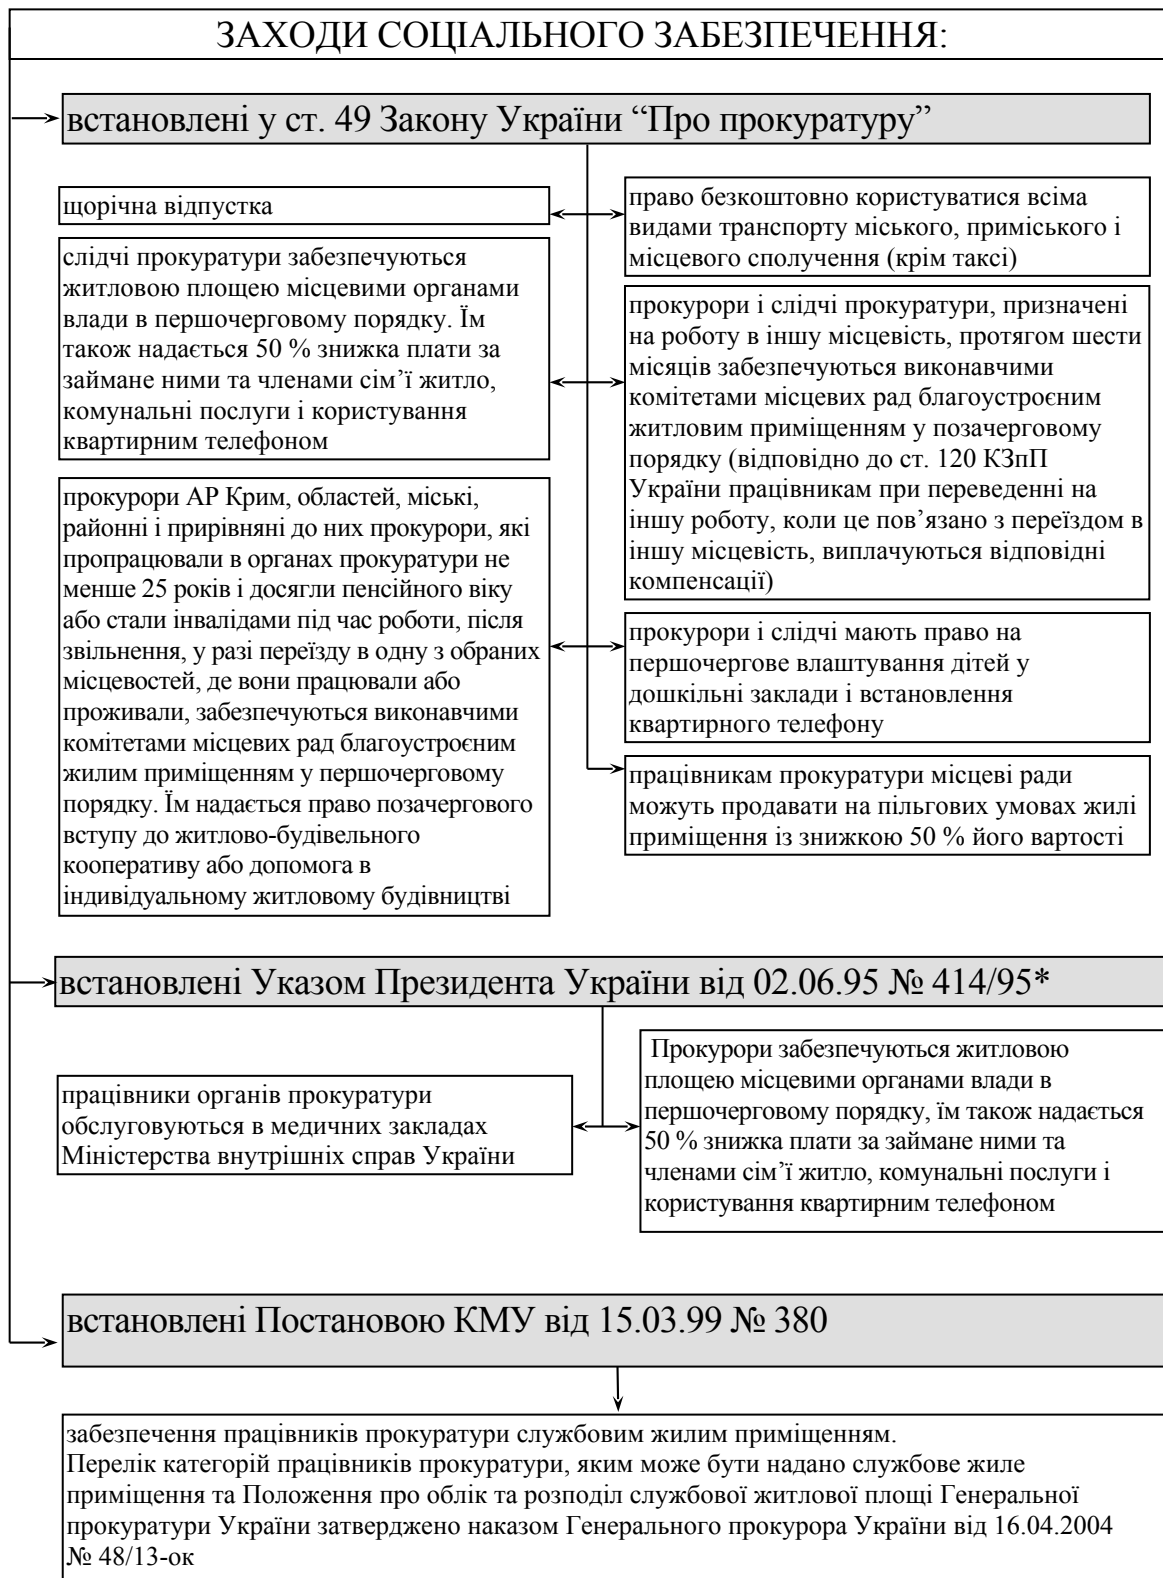 ЗАХОДИ СОЦІАЛЬНОГО ЗАБЕЗПЕЧЕННЯ:
встановлені у ст. 49 Закону України “Про прокуратуру”
щорічна відпустка
право безкоштовно користуватися всіма
видами транспорту міського, приміського і
місцевого сполучення (крім таксі)
слідчі прокуратури забезпечуються
житловою площею місцевими органами
влади в першочерговому порядку. Їм
також надається 50 % знижка плати за
займане ними та членами сім’ї житло,
комунальні послуги і користування
квартирним телефоном
прокурори і слідчі прокуратури, призначені
на роботу в іншу місцевість, протягом шести
місяців забезпечуються виконавчими
комітетами місцевих рад благоустроєним
житловим приміщенням у позачерговому
порядку (відповідно до ст. 120 КЗпП
України працівникам при переведенні на
іншу роботу, коли це пов’язано з переїздом в
іншу місцевість, виплачуються відповідні
компенсації)
прокурори АР Крим, областей, міські,
районні і прирівняні до них прокурори, які
пропрацювали в органах прокуратури не
менше 25 років і досягли пенсійного віку
або стали інвалідами під час роботи, після
звільнення, у разі переїзду в одну з обраних
місцевостей, де вони працювали або
проживали, забезпечуються виконавчими
комітетами місцевих рад благоустроєним
жилим приміщенням у першочерговому
порядку. Їм надається право позачергового
вступу до житлово-будівельного
кооперативу або допомога в
індивідуальному житловому будівництві
прокурори і слідчі мають право на
першочергове влаштування дітей у
дошкільні заклади і встановлення
квартирного телефону
працівникам прокуратури місцеві ради
можуть продавати на пільгових умовах жилі
приміщення із знижкою 50 % його вартості
встановлені Указом Президента України від 02.06.95 № 414/95*
працівники органів прокуратури
обслуговуються в медичних закладах
Міністерства внутрішніх справ України
Прокурори забезпечуються житловою
площею місцевими органами влади в
першочерговому порядку, їм також надається
50 % знижка плати за займане ними та
членами сім’ї житло, комунальні послуги і
користування квартирним телефоном
встановлені Постановою КМУ від 15.03.99 № 380
забезпечення працівників прокуратури службовим жилим приміщенням.
Перелік категорій працівників прокуратури, яким може бути надано службове жиле
приміщення та Положення про облік та розподіл службової житлової площі Генеральної
прокуратури України затверджено наказом Генерального прокурора України від 16.04.2004
№ 48/13-ок